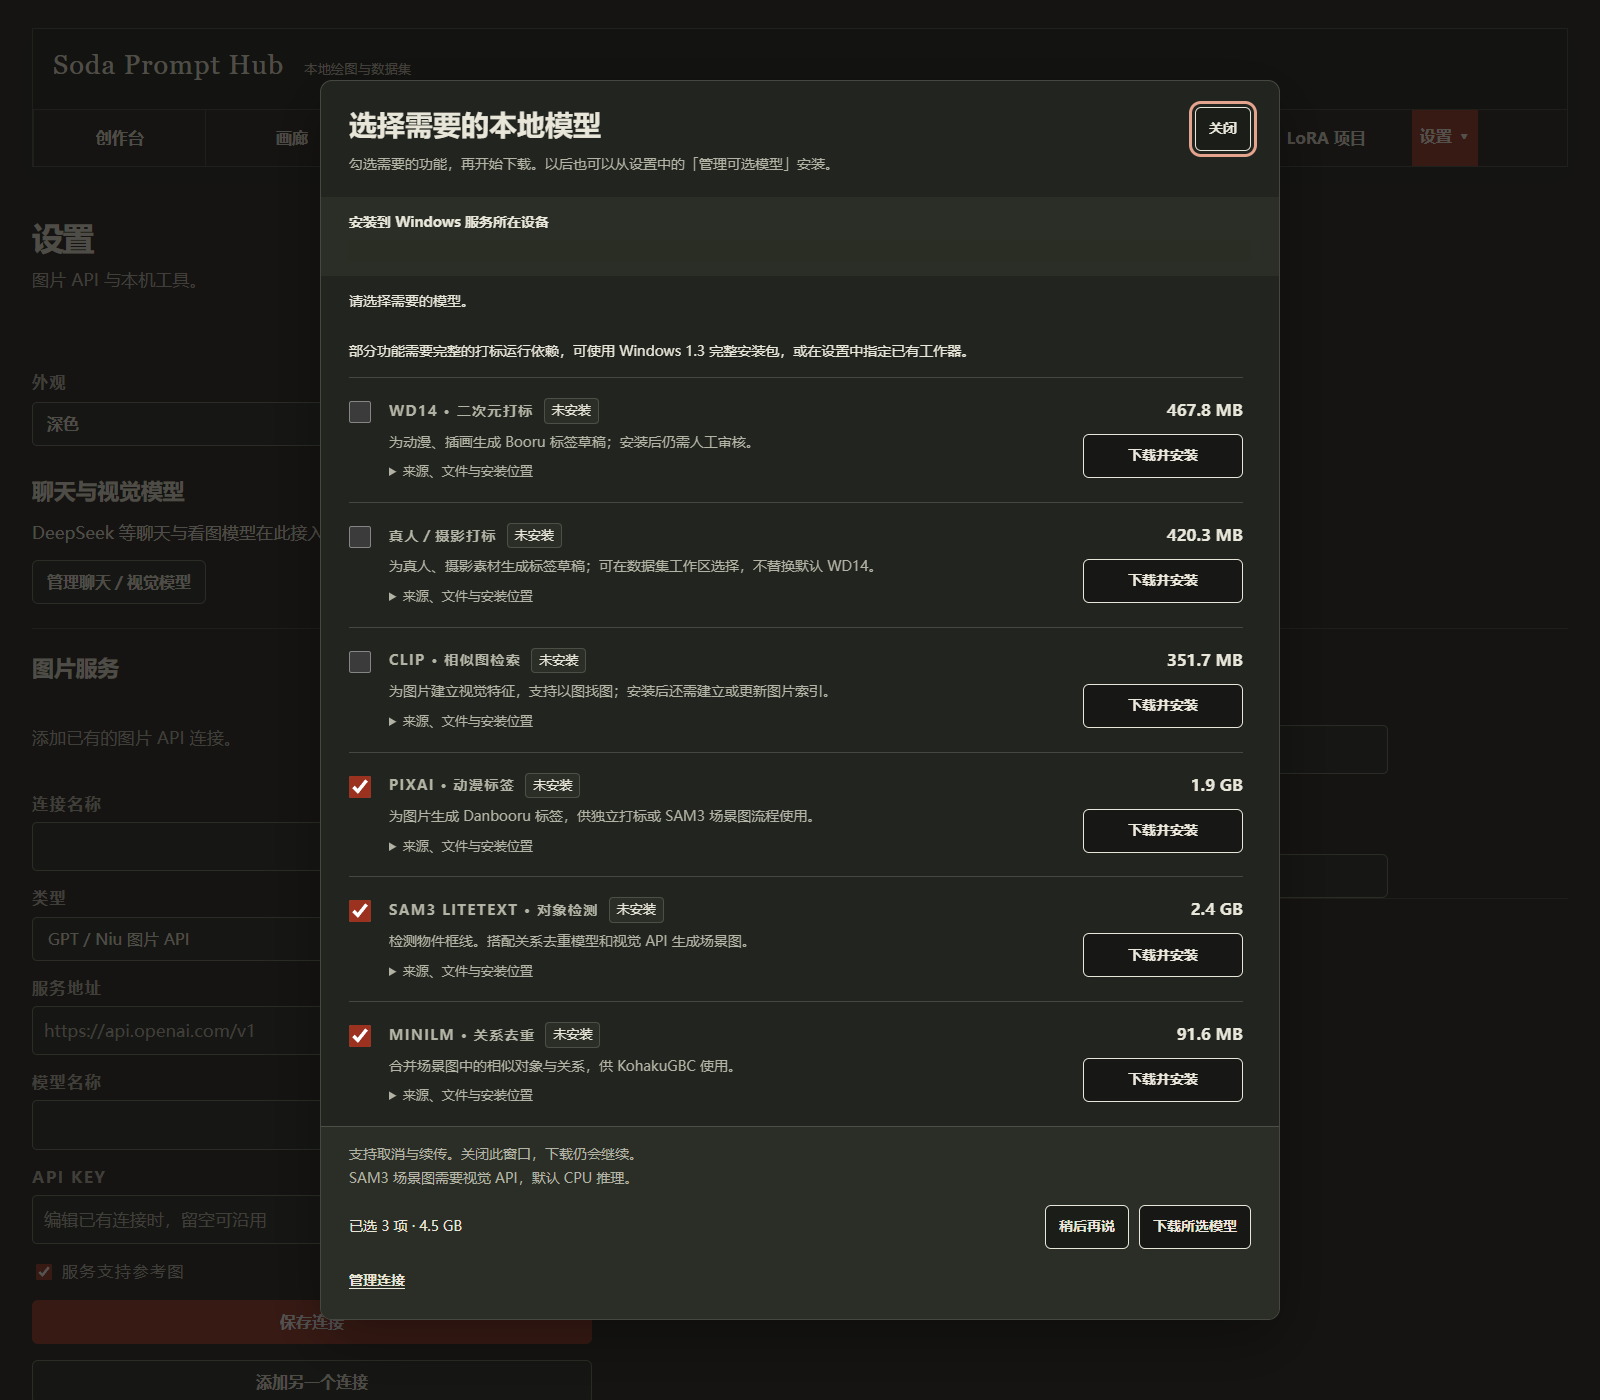 Soda Prompt Hub 本地绘图与数据集
创作台
画廊
LoRA 项目
设置 ▾
设置
图片 API 与本机工具。
外观
深色
聊天与视觉模型
DeepSeek 等聊天与看图模型在此接入
管理聊天 / 视觉模型
图片服务
添加已有的图片 API 连接。
连接名称
类型
GPT / Niu 图片 API
服务地址
https://api.openai.com/v1
模型名称
API KEY
编辑已有连接时，留空可沿用
服务支持参考图
保存连接
添加另一个连接
选择需要的本地模型
关闭
勾选需要的功能，再开始下载。以后也可以从设置中的「管理可选模型」安装。
安装到 Windows 服务所在设备
请选择需要的模型。
部分功能需要完整的打标运行依赖，可使用 Windows 1.3 完整安装包，或在设置中指定已有工作器。
WD14 • 二次元打标 未安装 467.8 MB
为动漫、插画生成 Booru 标签草稿；安装后仍需人工审核。
下载并安装
▶ 来源、文件与安装位置
真人 / 摄影打标 未安装 420.3 MB
为真人、摄影素材生成标签草稿；可在数据集工作区选择，不替换默认 WD14。
下载并安装
▶ 来源、文件与安装位置
CLIP • 相似图检索 未安装 351.7 MB
为图片建立视觉特征，支持以图找图；安装后还需建立或更新图片索引。
下载并安装
▶ 来源、文件与安装位置
PIXAI • 动漫标签 未安装 1.9 GB
为图片生成 Danbooru 标签，供独立打标或 SAM3 场景图流程使用。
下载并安装
▶ 来源、文件与安装位置
SAM3 LITETEXT • 对象检测 未安装 2.4 GB
检测物件框线。搭配关系去重模型和视觉 API 生成场景图。
下载并安装
▶ 来源、文件与安装位置
MINILM • 关系去重 未安装 91.6 MB
合并场景图中的相似对象与关系，供 KohakuGBC 使用。
下载并安装
▶ 来源、文件与安装位置
支持取消与续传。关闭此窗口，下载仍会继续。
SAM3 场景图需要视觉 API，默认 CPU 推理。
已选 3 项 · 4.5 GB
稍后再说
下载所选模型
管理连接